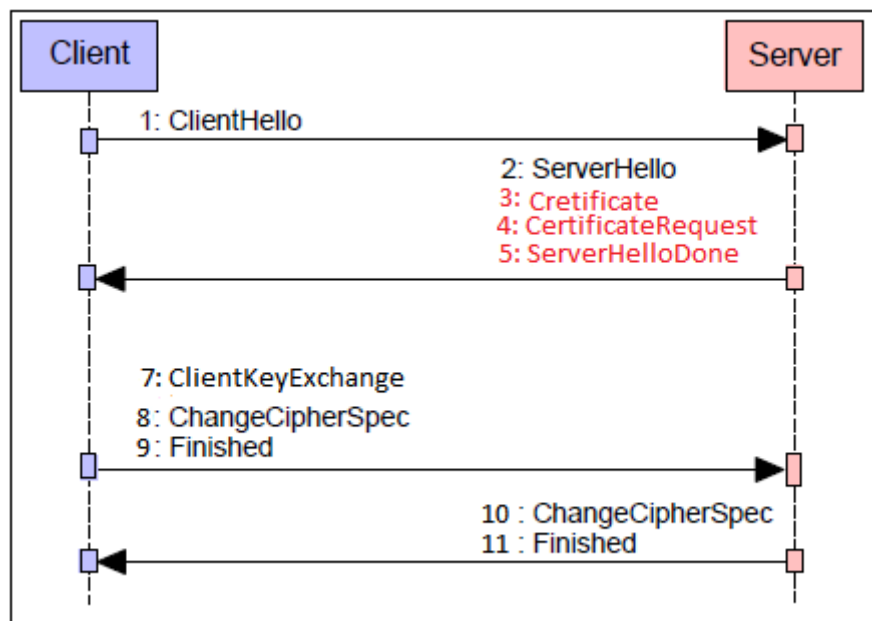 Client
Server
1: ClientHello
2: ServerHello
3: Cretificate
4: CertificateRequest
5: ServerHelloDone
7: ClientKeyExchange
8: ChangeCipherSpec
9: Finished
10 : ChangeCipherSpec
11 : Finished